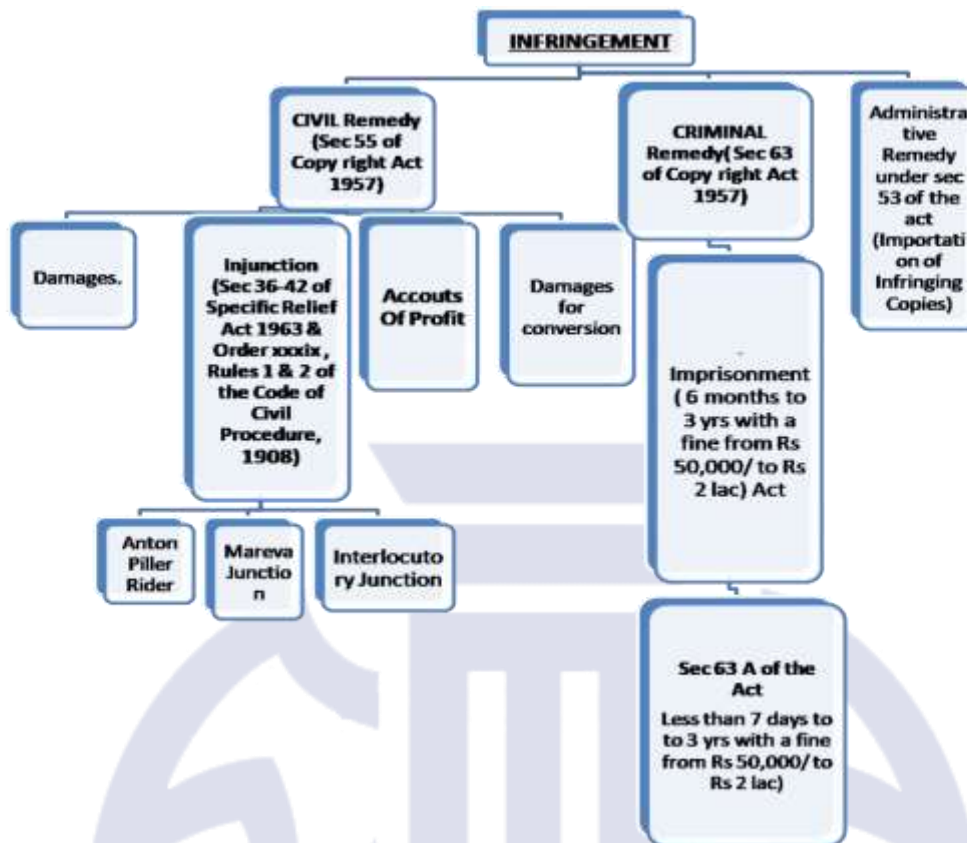 INFRINGEMENT
CIVIL Remedy
(Sec 55 of
Copy right Act
1957)
CRIMINAL
Remedy( Sec 63
of Copy right Act
1957)
Administra
tive
Remedy
under sec
53 of the
act
(Importati
on of
Infringing
Copies)
Damages.
Injunction
(Sec 36-42 of
Specific Relief
Act 1963 &
Order xxxix ,
Rules 1 & 2 of
the Code of
Civil
Procedure,
1908)
Accouts
Of Profit
Damages
for
conversion
Imprisonment
( 6 months to
3 yrs with a
fine from Rs
50,000/ to Rs
2 lac) Act
Anton
Piller
Rider
Mareva
Junctio
n
Interlocuto
ry Junction
Sec 63 A of the
Act
Less than 7 days to
to 3 yrs with a fine
from Rs 50,000/ to
Rs 2 lac)